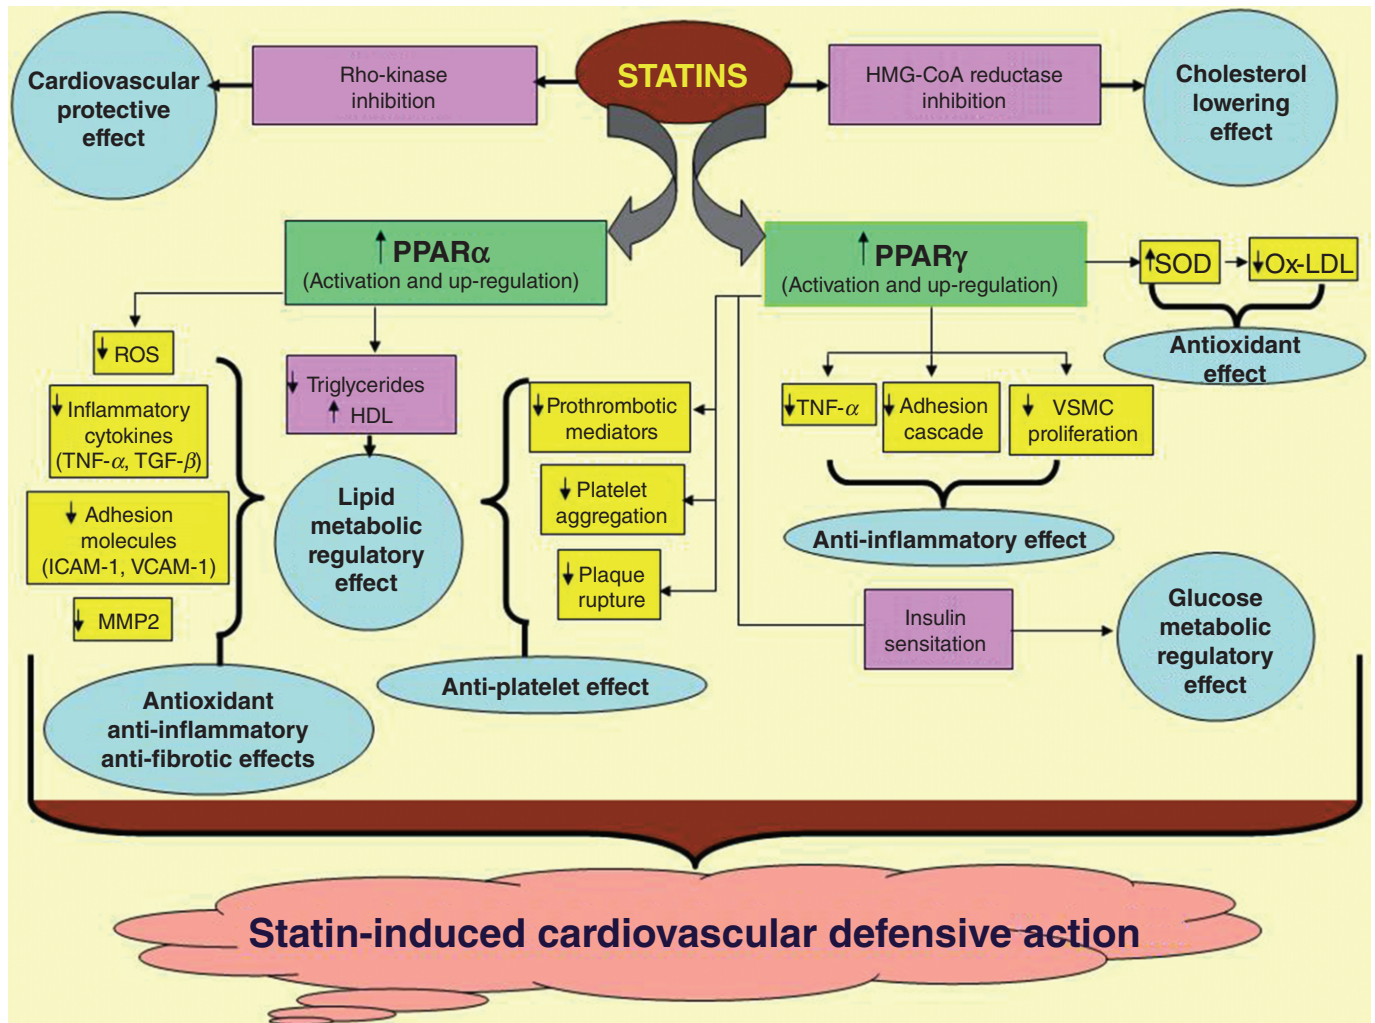 STATINS
Rho-kinase
inhibition
Cardiovascular
protective
effect
HMG-CoA reductase
inhibition
Cholesterol
lowering
effect
↑ PPARα
(Activation and up-regulation)
↑ PPARγ
(Activation and up-regulation)
↑SOD
↓Ox-LDL
Antioxidant
effect
↓ ROS
↓ Inflammatory
cytokines
(TNF-α, TGF-β)
↓ Adhesion
molecules
(ICAM-1, VCAM-1)
↓ MMP2
Antioxidant
anti-inflammatory
anti-fibrotic effects
↓ Triglycerides
↑ HDL
Lipid
metabolic
regulatory
effect
↓ Prothrombotic
mediators
↓ Platelet
aggregation
↓ Plaque
rupture
Anti-platelet effect
↓TNF-α
↓ Adhesion
cascade
↓ VSMC
proliferation
Anti-inflammatory effect
Insulin
sensitation
Glucose
metabolic
regulatory
effect
Statin-induced cardiovascular defensive action